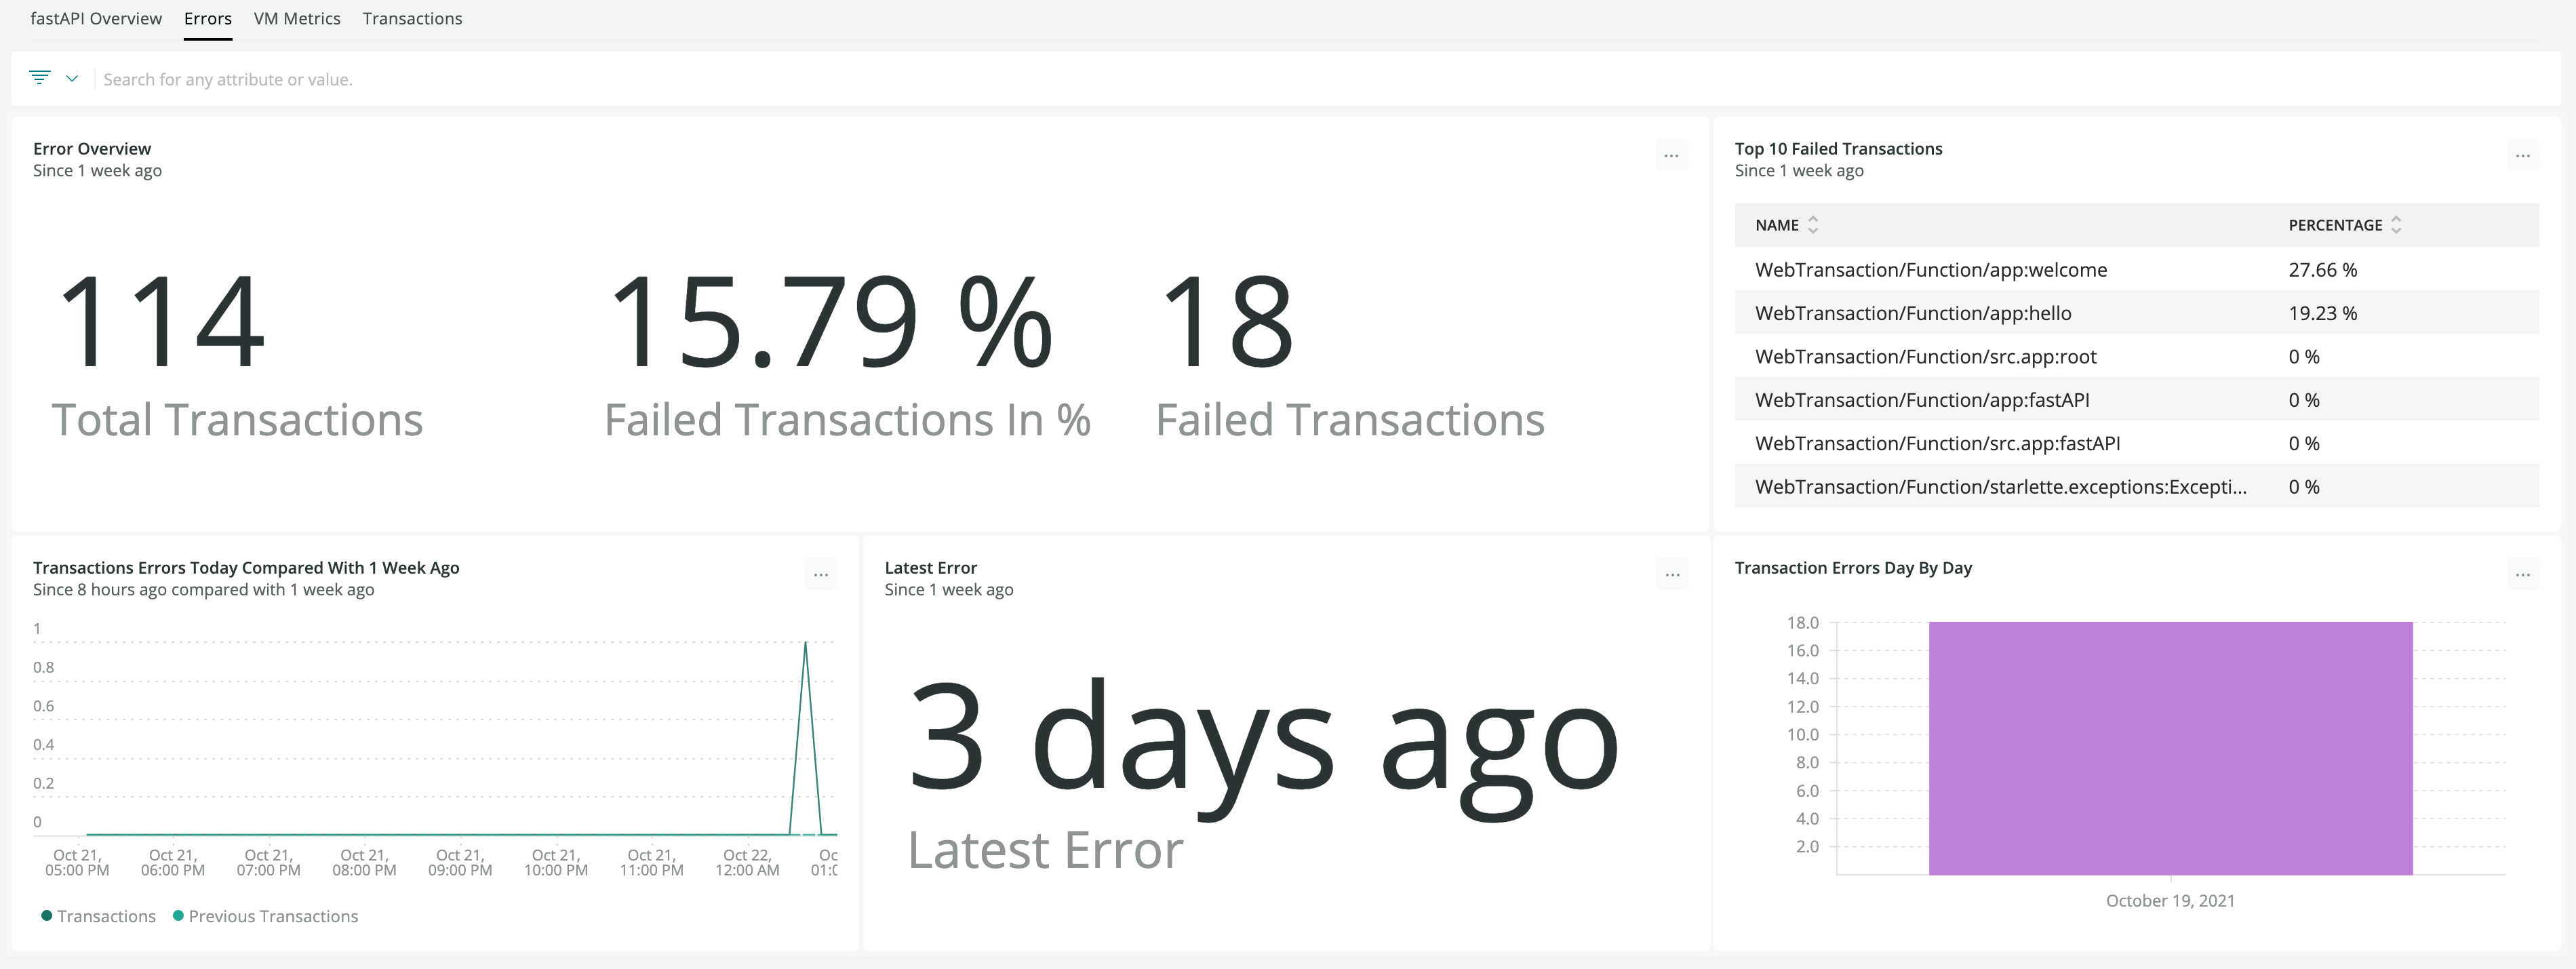 fastAPI Overview Errors VM Metrics Transactions
Search for any attribute or value.
Error Overview
Since 1 week ago
114
Total Transactions
15.79 %
Failed Transactions In %
18
Failed Transactions
Top 10 Failed Transactions
Since 1 week ago
NAME PERCENTAGE
WebTransaction/Function/app:welcome 27.66 %
WebTransaction/Function/app:hello 19.23 %
WebTransaction/Function/src.app:root 0 %
WebTransaction/Function/app:fastAPI 0 %
WebTransaction/Function/src.app:fastAPI 0 %
WebTransaction/Function/starlette.exceptions:Excepti... 0 %
Transactions Errors Today Compared With 1 Week Ago
Since 8 hours ago compared with 1 week ago
1
0.8
0.6
0.4
0.2
0
Oct 21, Oct 21, Oct 21, Oct 21, Oct 21, Oct 21, Oct 21, Oct 22, Oc
05:00 PM 06:00 PM 07:00 PM 08:00 PM 09:00 PM 10:00 PM 11:00 PM 12:00 AM 01:0
Transactions Previous Transactions
Latest Error
Since 1 week ago
3 days ago
Latest Error
Transaction Errors Day By Day
18.0
16.0
14.0
12.0
10.0
8.0
6.0
4.0
2.0
October 19, 2021